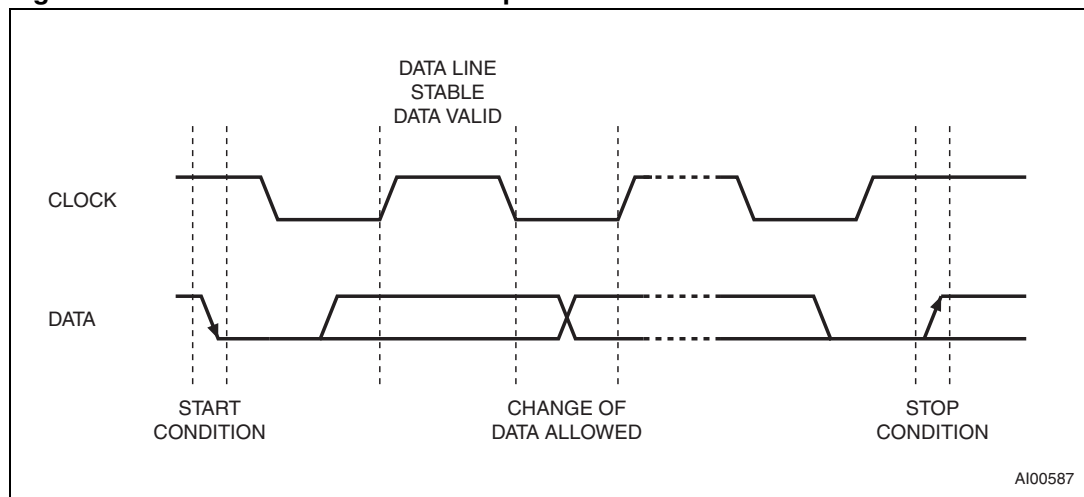 DATA LINE
STABLE
DATA VALID
CLOCK
DATA
START
CONDITION
CHANGE OF
DATA ALLOWED
STOP
CONDITION
AI00587